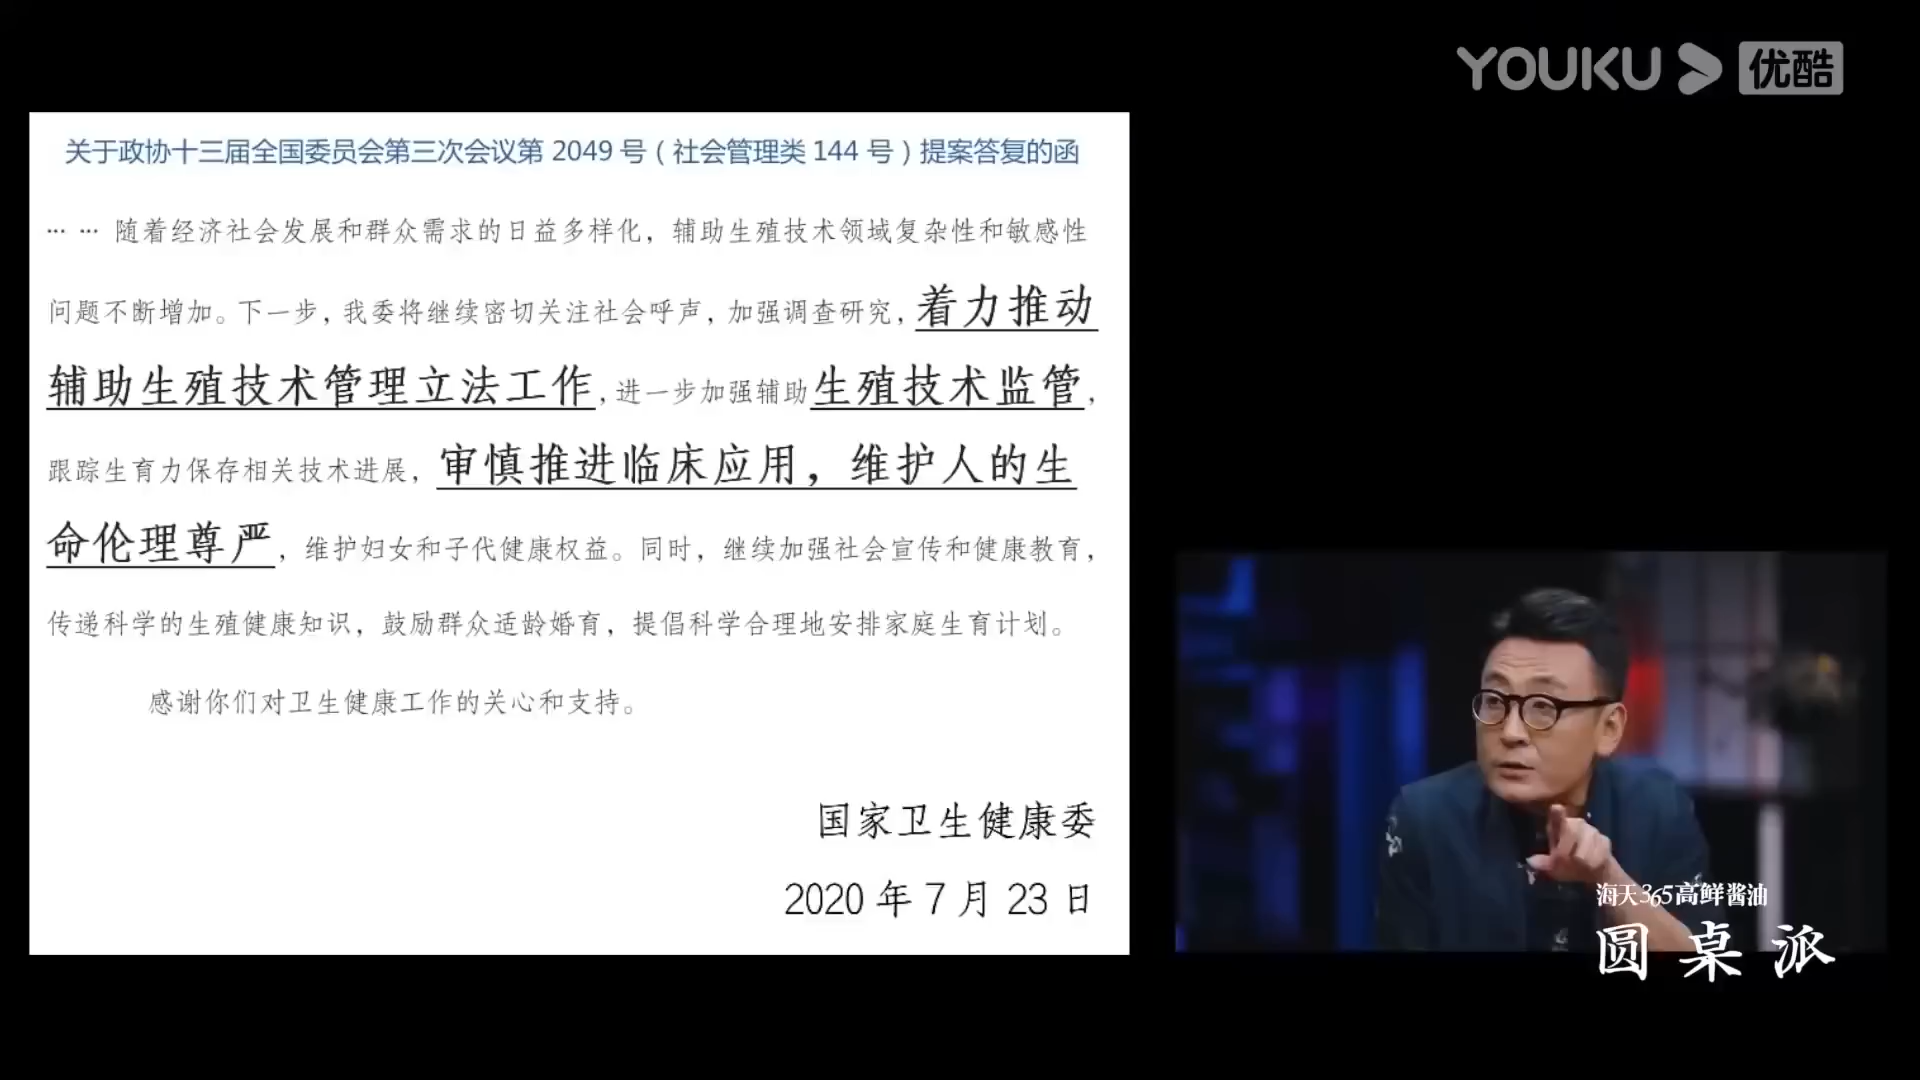 YOUKU 优酷
关于政协十三届全国委员会第三次会议第 2049 号（社会管理类 144 号）提案答复的函
… … 随着经济社会发展和群众需求的日益多样化，辅助生殖技术领域复杂性和敏感性
问题不断增加。下一步，我委将继续密切关注社会呼声，加强调查研究，着力推动
辅助生殖技术管理立法工作，进一步加强辅助生殖技术监管，
跟踪生育力保存相关技术进展，审慎推进临床应用，维护人的生
命伦理尊严，维护妇女和子代健康权益。同时，继续加强社会宣传和健康教育，
传递科学的生殖健康知识，鼓励群众适龄婚育，提倡科学合理地安排家庭生育计划。
感谢你们对卫生健康工作的关心和支持。
国家卫生健康委
2020 年 7 月 23 日
海天365高鲜酱油
圆桌派